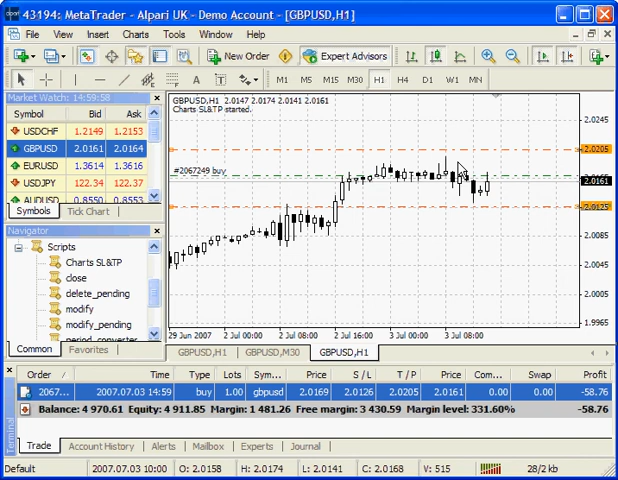 43194: MetaTrader - Alpari UK - Demo Account - [GBPUSD,H1]
File View Insert Charts Tools Window Help
New Order Expert Advisors
A T M1 M5 M15 M30 H1 H4 D1 W1 MN
Market Watch: 14:59:58
Symbol Bid Ask
USDCHF 1.2149 1.2153
GBPUSD 2.0161 2.0164
EURUSD 1.3614 1.3616
USDJPY 122.34 122.37
AUDUSD 0.8550 0.8553
Symbols Tick Chart
Navigator
Scripts
Charts SL&TP
close
delete_pending
modify
modify_pending
period_converter
Common Favorites
GBPUSD,H1 2.0147 2.0174 2.0141 2.0161
Charts SL&TP started.
#2067249 buy
2.0245
2.0205
2.0161
2.0125
2.0085
2.0045
2.0005
1.9965
29 Jun 2007 2 Jul 00:00 2 Jul 08:00 2 Jul 16:00 3 Jul 00:00 3 Jul 08:00
GBPUSD,H1 GBPUSD,M30 GBPUSD,H1
Order / Time Type Lots Sym... Price S / L T / P Price Com... Swap Profit
2067... 2007.07.03 14:59 buy 1.00 gbpusd 2.0169 2.0126 2.0205 2.0161 0.00 0.00 -58.76
Balance: 4 970.61 Equity: 4 911.85 Margin: 1 481.26 Free margin: 3 430.59 Margin level: 331.60% -58.76
Terminal
Trade Account History Alerts Mailbox Experts Journal
Default 2007.07.03 10:00 O: 2.0158 H: 2.0174 L: 2.0141 C: 2.0168 V: 515 28/2 kb